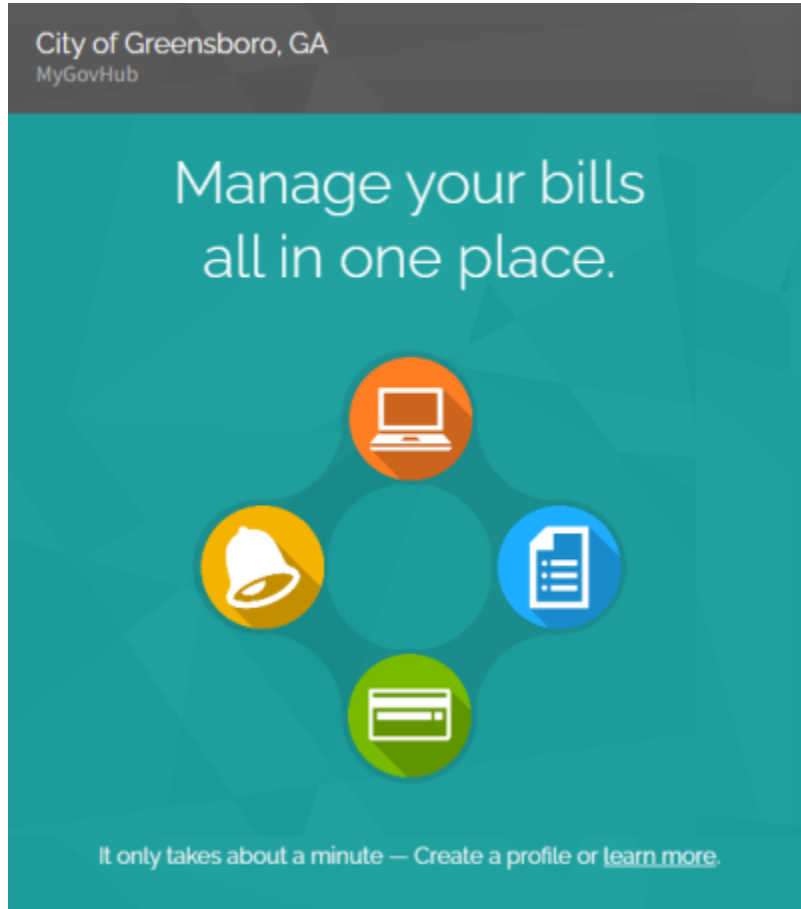 City of Greensboro, GA
MyGovHub
Manage your bills
all in one place.
It only takes about a minute — Create a profile or learn more.